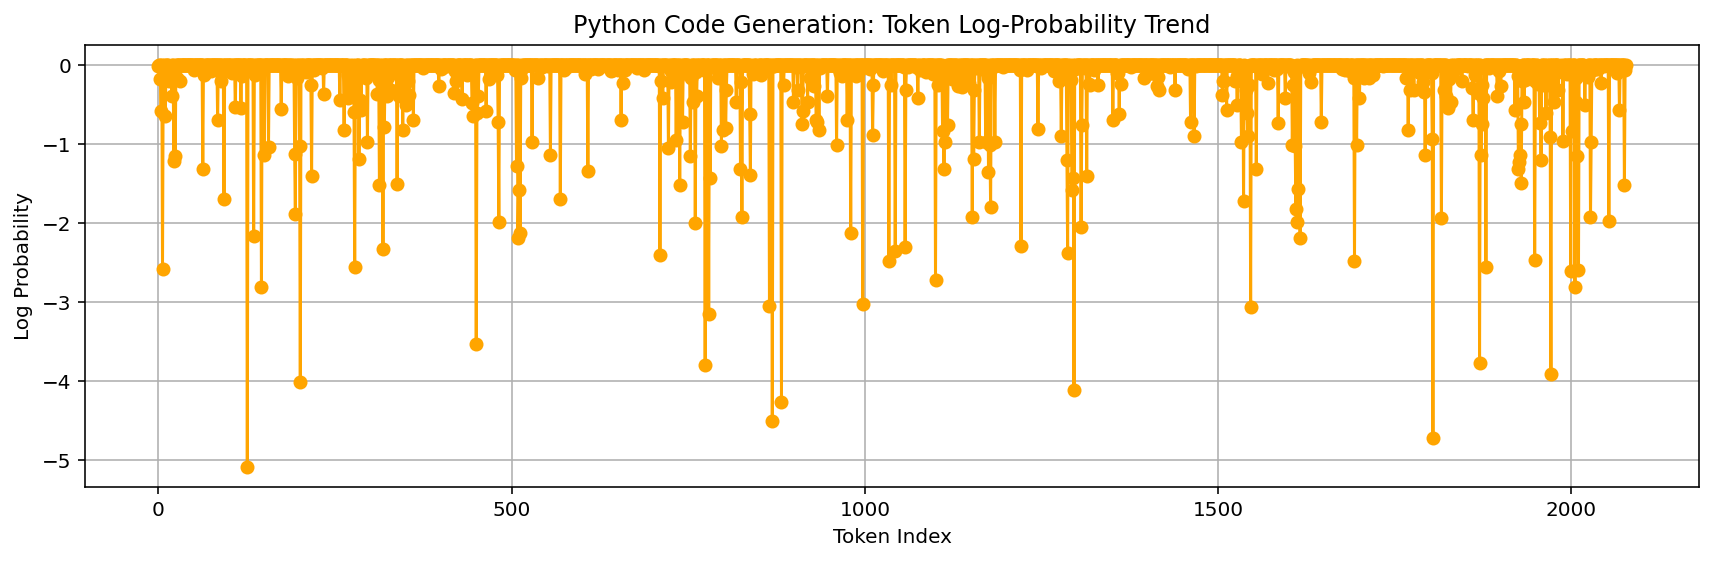 Python Code Generation: Token Log-Probability Trend
0
−1
−2
−3
−4
−5
Log Probability
0 500 1000 1500 2000
Token Index